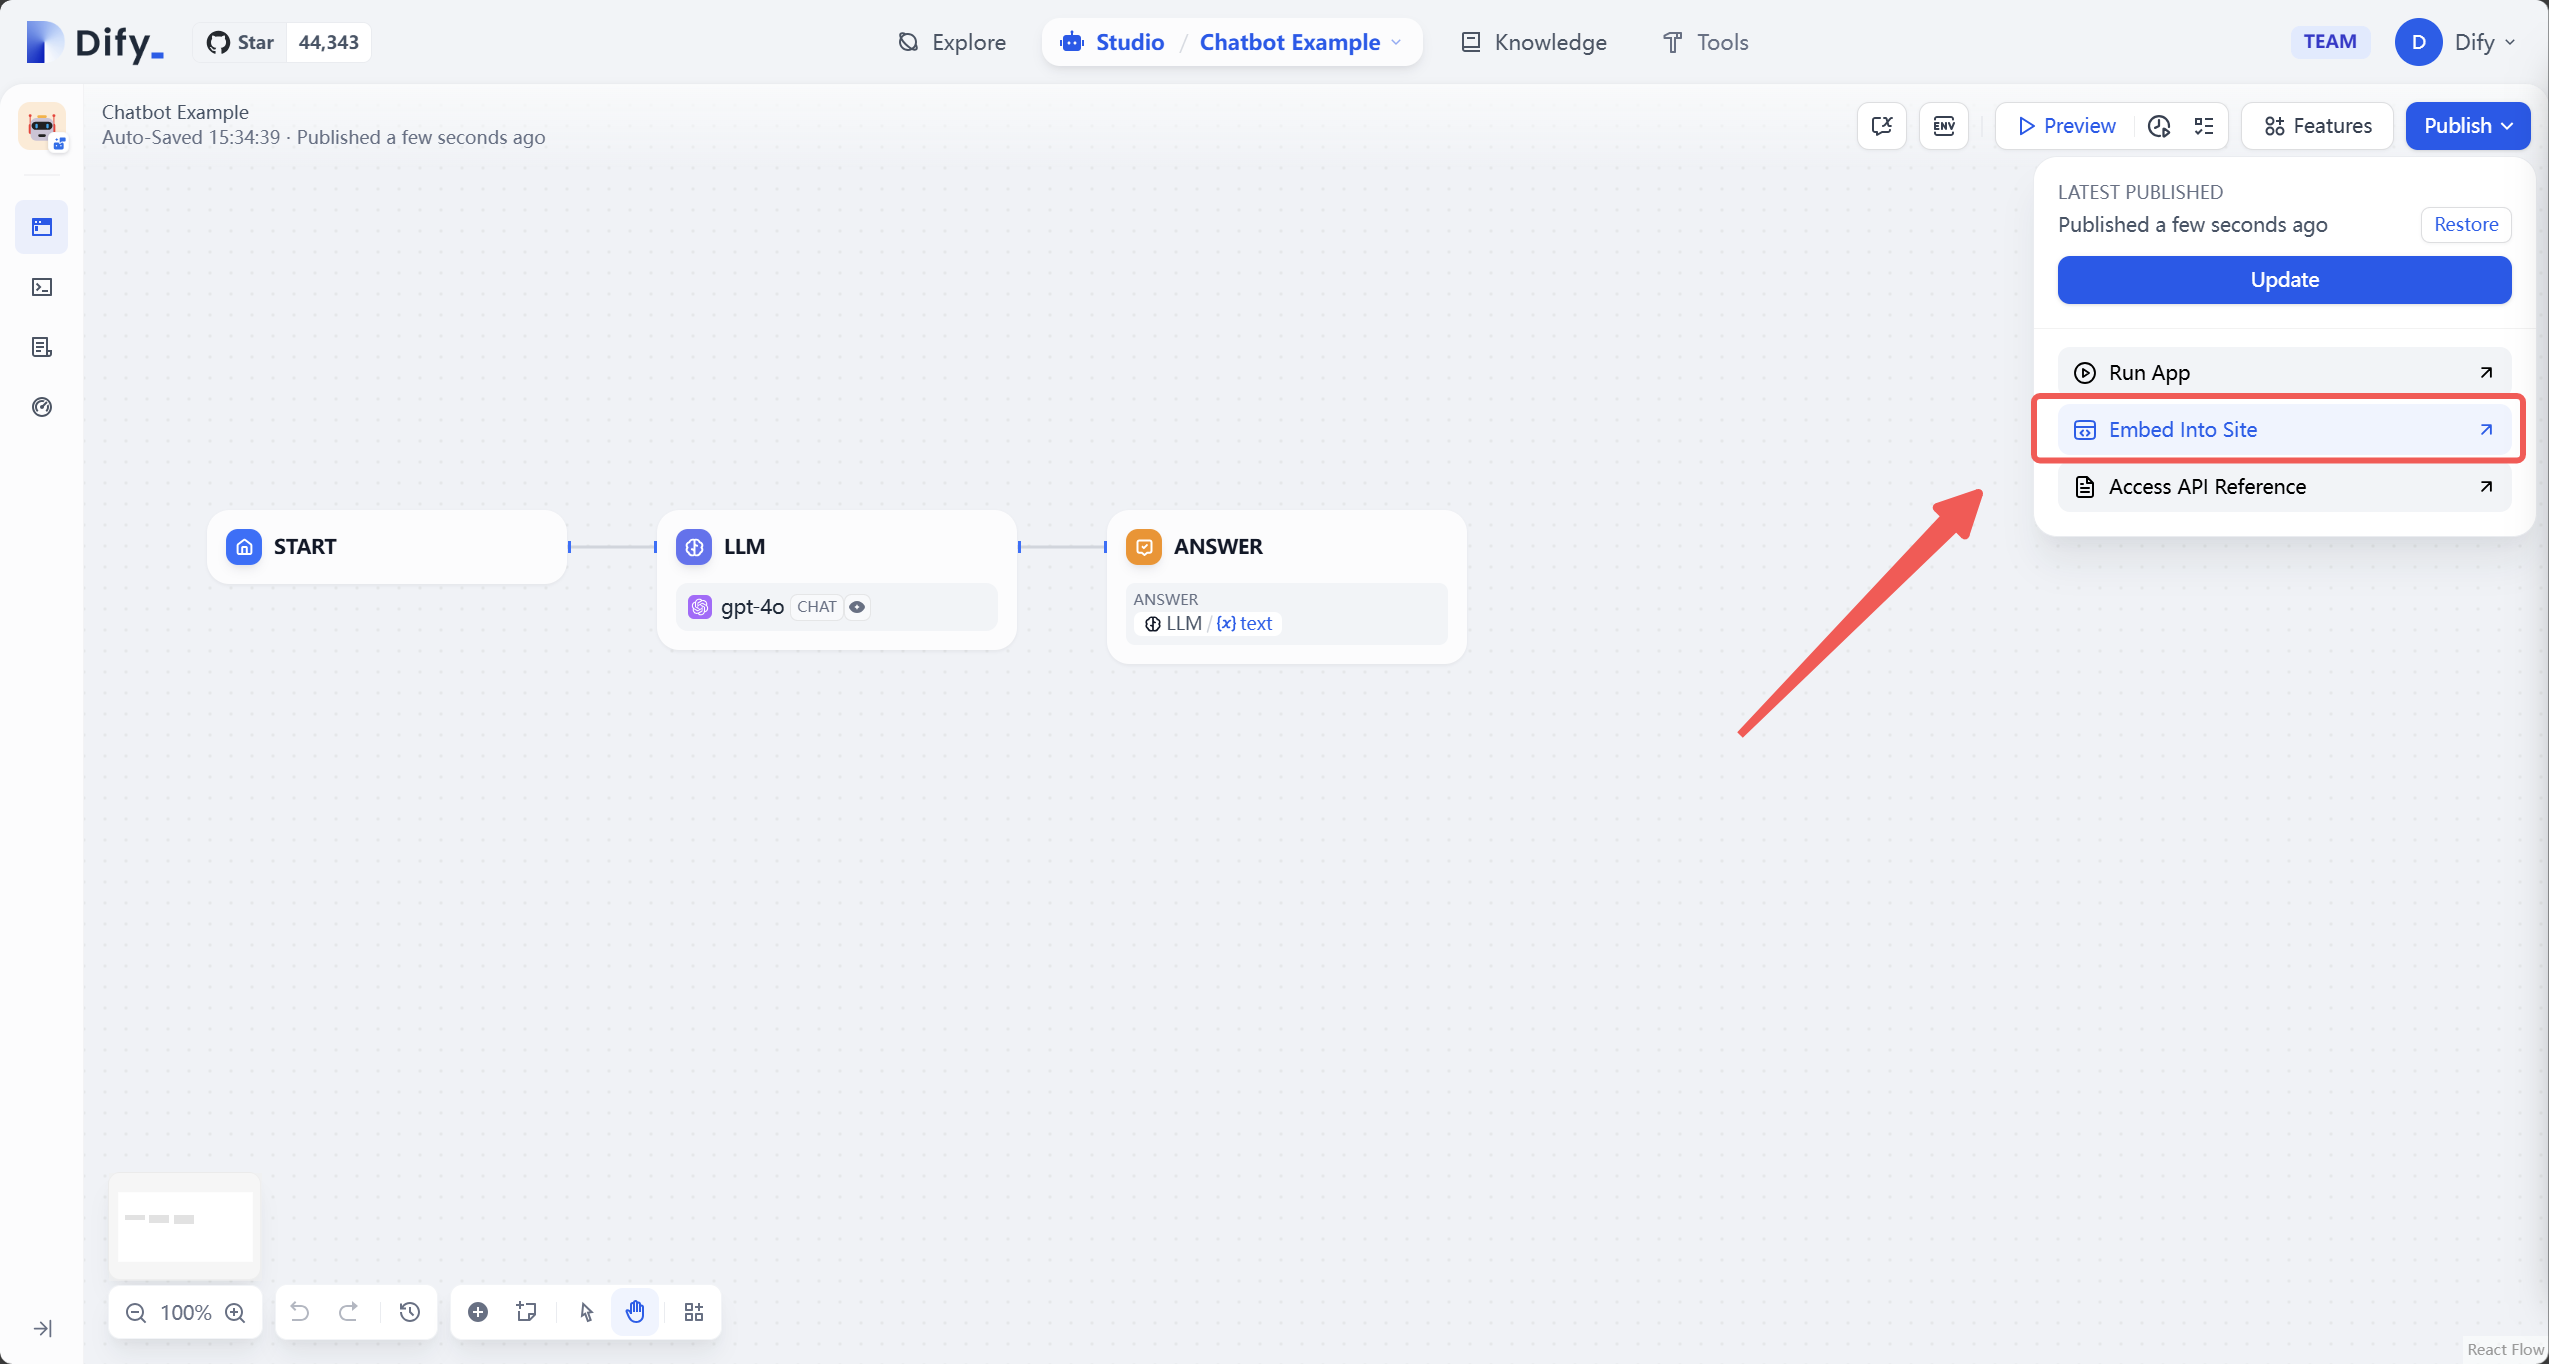 Dify_
Star 44,343
Explore
Studio / Chatbot Example
Knowledge
Tools
TEAM
D Dify
Chatbot Example
Auto-Saved 15:34:39 · Published a few seconds ago
ENV
Preview
Features
Publish
LATEST PUBLISHED
Published a few seconds ago
Restore
Update
Run App
Embed Into Site
Access API Reference
START
LLM
gpt-4o CHAT
ANSWER
ANSWER
LLM / {x} text
100%
React Flow